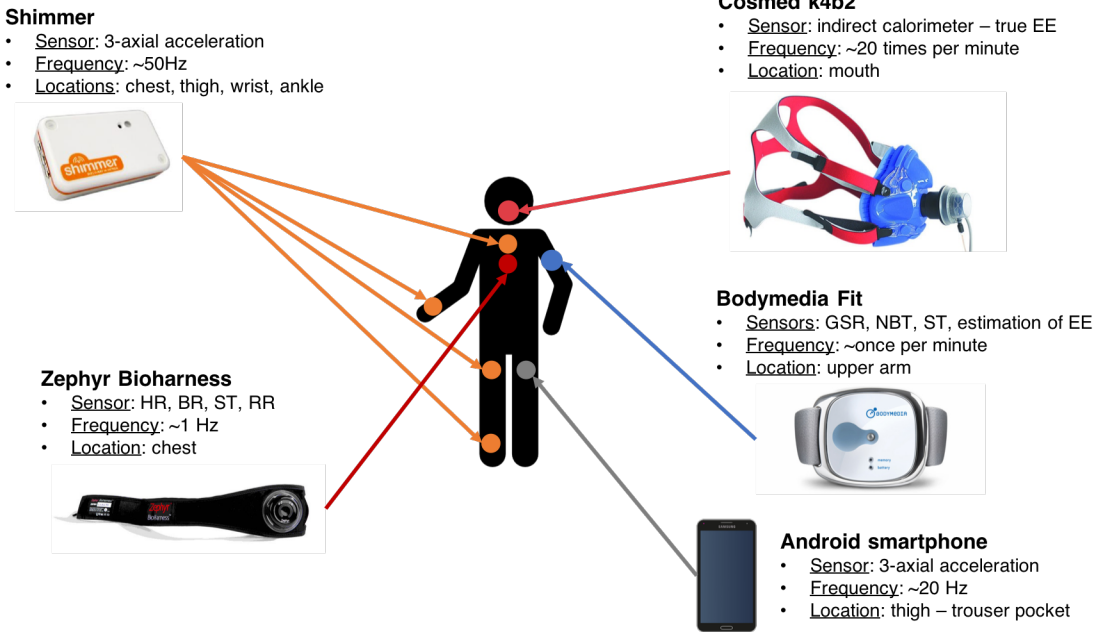 Shimmer
• Sensor: 3-axial acceleration
• Frequency: ~50Hz
• Locations: chest, thigh, wrist, ankle
shimmer
Cosmed k4b2
• Sensor: indirect calorimeter – true EE
• Frequency: ~20 times per minute
• Location: mouth
Bodymedia Fit
• Sensors: GSR, NBT, ST, estimation of EE
• Frequency: ~once per minute
• Location: upper arm
BODYMEDIA
memory
battery
Zephyr Bioharness
• Sensor: HR, BR, ST, RR
• Frequency: ~1 Hz
• Location: chest
zephyr
BioHarness
SAMSUNG
Android smartphone
• Sensor: 3-axial acceleration
• Frequency: ~20 Hz
• Location: thigh – trouser pocket